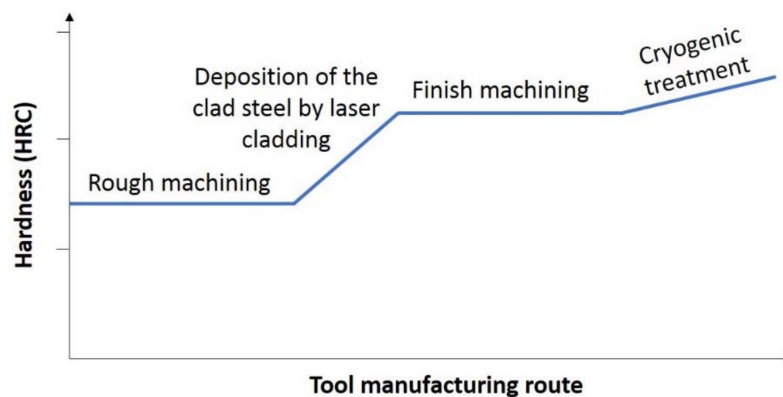 Hardness (HRC)
Rough machining
Deposition of the
clad steel by laser
cladding
Finish machining
Cryogenic
treatment
Tool manufacturing route